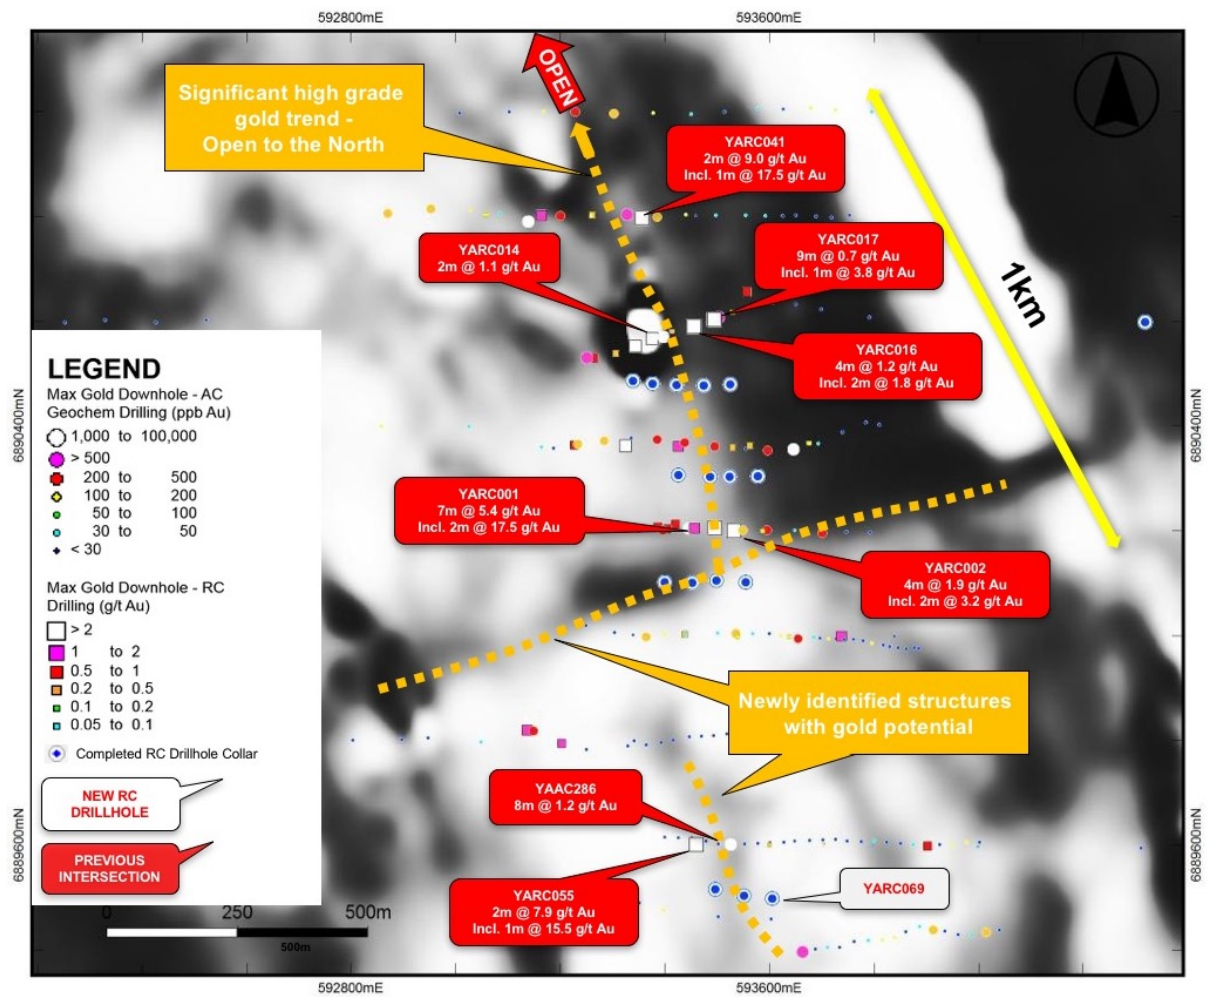 592800mE
593600mE
OPEN
Significant high grade
gold trend -
Open to the North
YARC041
2m @ 9.0 g/t Au
Incl. 1m @ 17.5 g/t Au
YARC014
2m @ 1.1 g/t Au
YARC017
9m @ 0.7 g/t Au
Incl. 1m @ 3.8 g/t Au
1km
YARC016
4m @ 1.2 g/t Au
Incl. 2m @ 1.8 g/t Au
6890400mN
6890400mN
LEGEND
Max Gold Downhole - AC
Geochem Drilling (ppb Au)
1,000 to 100,000
> 500
200 to 500
100 to 200
50 to 100
30 to 50
< 30
Max Gold Downhole - RC
Drilling (g/t Au)
> 2
1 to 2
0.5 to 1
0.2 to 0.5
0.1 to 0.2
0.05 to 0.1
Completed RC Drillhole Collar
NEW RC
DRILLHOLE
PREVIOUS
INTERSECTION
YARC001
7m @ 5.4 g/t Au
Incl. 2m @ 17.5 g/t Au
YARC002
4m @ 1.9 g/t Au
Incl. 2m @ 3.2 g/t Au
Newly identified structures
with gold potential
YAAC286
8m @ 1.2 g/t Au
6889600mN
6889600mN
YARC069
YARC055
2m @ 7.9 g/t Au
Incl. 1m @ 15.5 g/t Au
0 250 500m
500m
592800mE
593600mE